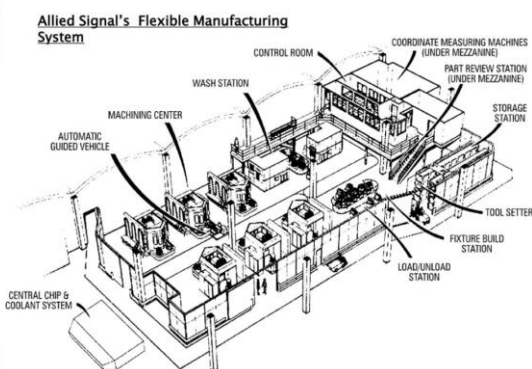 Allied Signal's Flexible Manufacturing
System
CONTROL ROOM
COORDINATE MEASURING MACHINES
(UNDER MEZZANINE)
PART REVIEW STATION
(UNDER MEZZANINE)
WASH STATION
STORAGE
STATION
MACHINING CENTER
AUTOMATIC
GUIDED VEHICLE
TOOL SETTER
FIXTURE BUILD
STATION
LOAD/UNLOAD
STATION
CENTRAL CHIP &
COOLANT SYSTEM